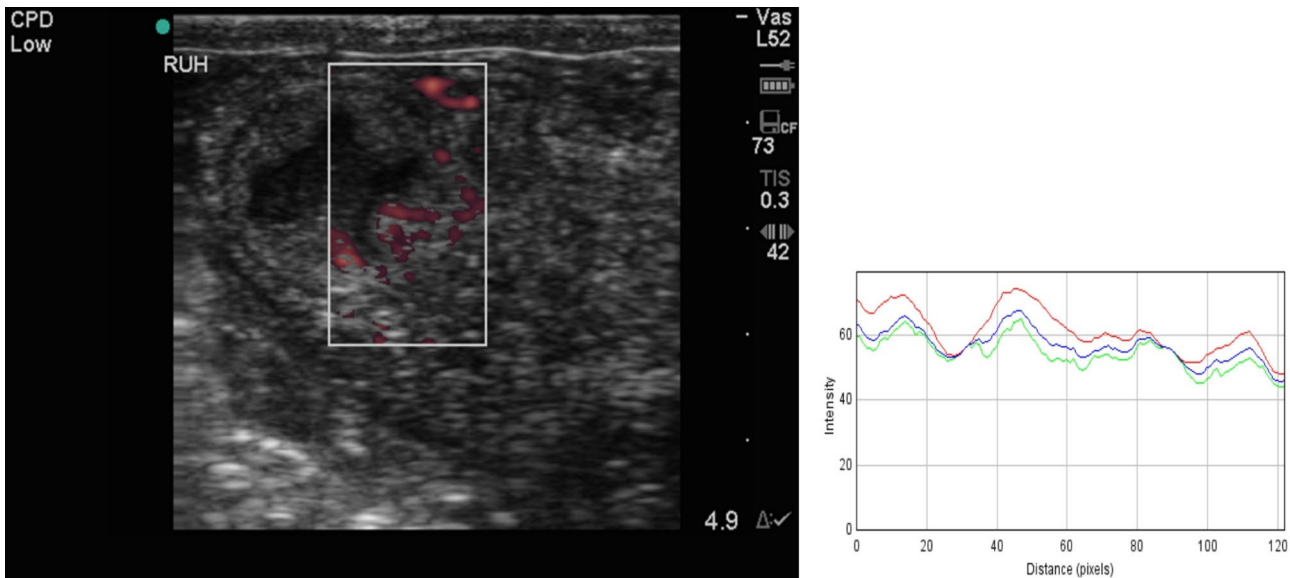 CPD
Low
RUH
Vas
L52
CF
73
TIS
0.3
42
4.9
Intensity
60
40
20
0
0
20
40
60
80
100
120
Distance (pixels)